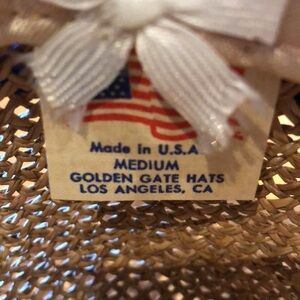 Made in U.S.A.
MEDIUM
GOLDEN GATE HATS
LOS ANGELES, CA